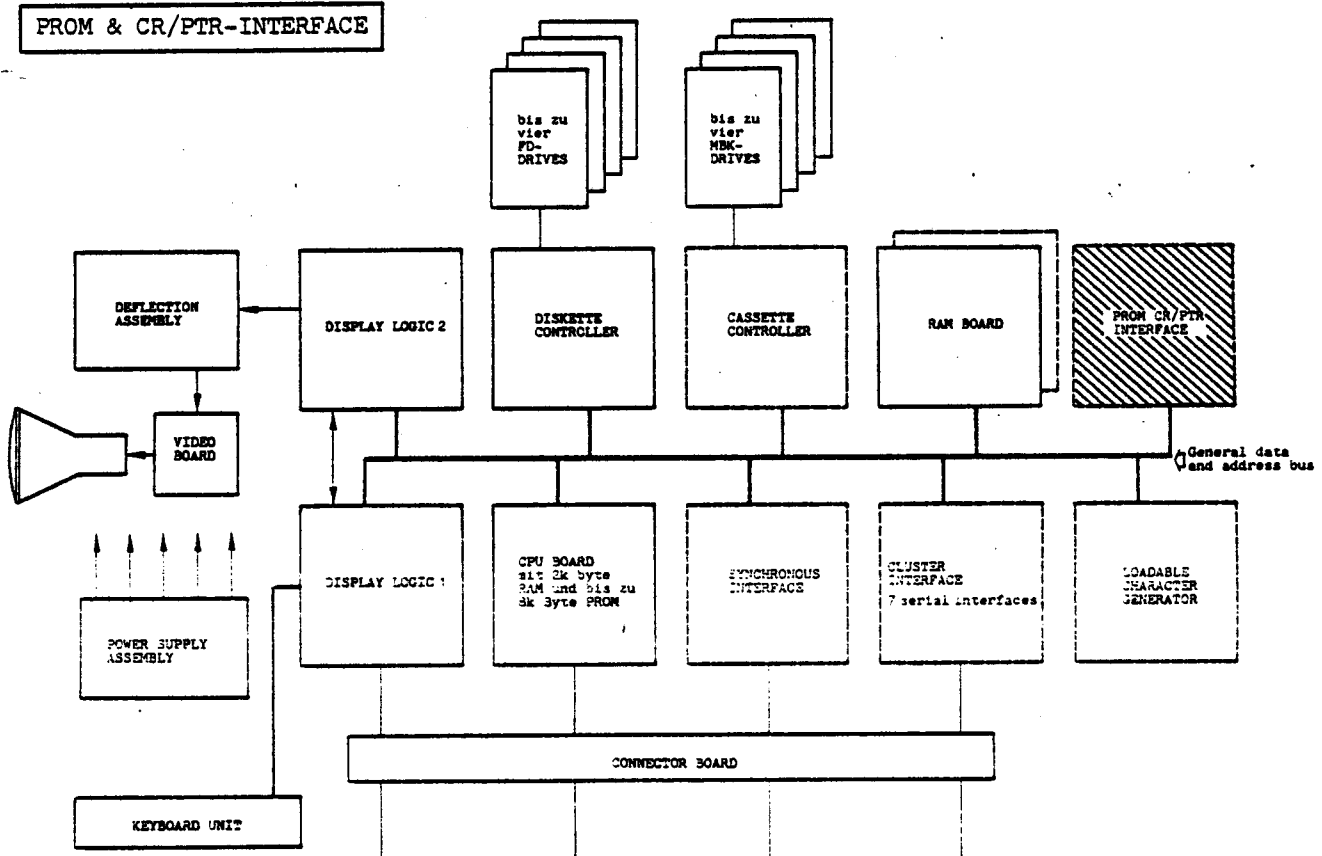 PROM & CR/PTR-INTERFACE
bis zu
vier
FD-
DRIVES
bis zu
vier
MBK-
DRIVES
DEFLECTION
ASSEMBLY
DISPLAY LOGIC 2
DISKETTE
CONTROLLER
CASSETTE
CONTROLLER
RAM BOARD
PROM CR/PTR-
INTERFACE
VIDEO
BOARD
General data
and address bus
DISPLAY LOGIC 1
CPU BOARD
mit 2k byte
RAM und bis zu
8k Byte PROM
SYNCHRONOUS
INTERFACE
CLUSTER
INTERFACE
7 serial interfaces
LOADABLE
CHARACTER
GENERATOR
POWER SUPPLY
ASSEMBLY
CONNECTOR BOARD
KEYBOARD UNIT